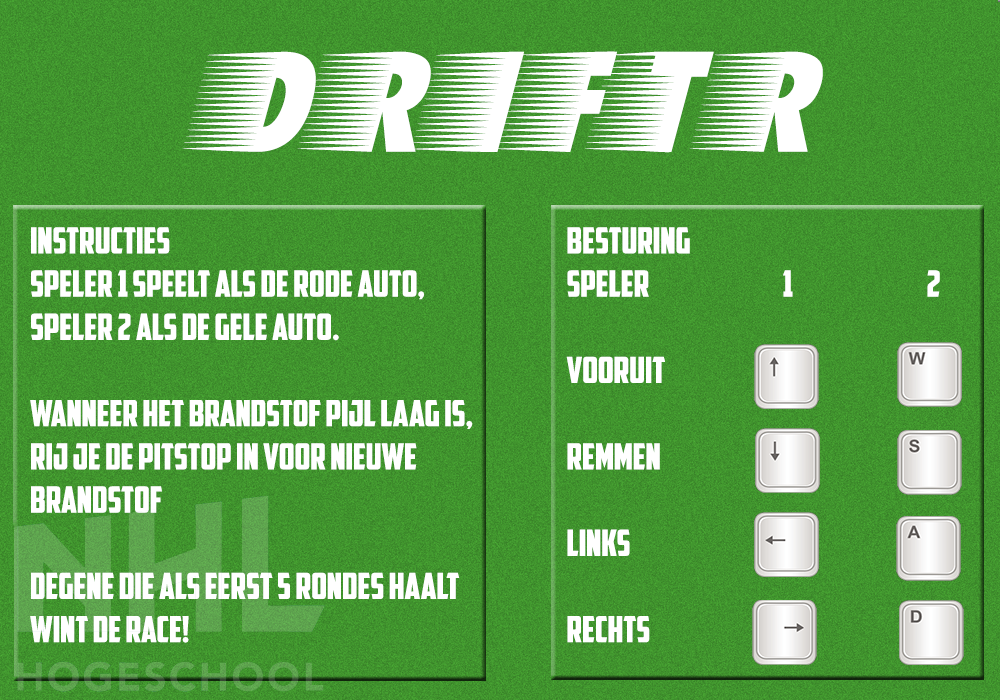 DRIFTR
INSTRUCTIES
SPELER 1 SPEELT ALS DE RODE AUTO,
SPELER 2 ALS DE GELE AUTO.
WANNEER HET BRANDSTOF PIJL LAAG IS,
RIJ JE DE PITSTOP IN VOOR NIEUWE
BRANDSTOF
DEGENE DIE ALS EERST 5 RONDES HAALT
WINT DE RACE!
NHL
HOGESCHOOL
BESTURING
SPELER 1 2
VOORUIT ↑ W
REMMEN ↓ S
LINKS ← A
RECHTS → D